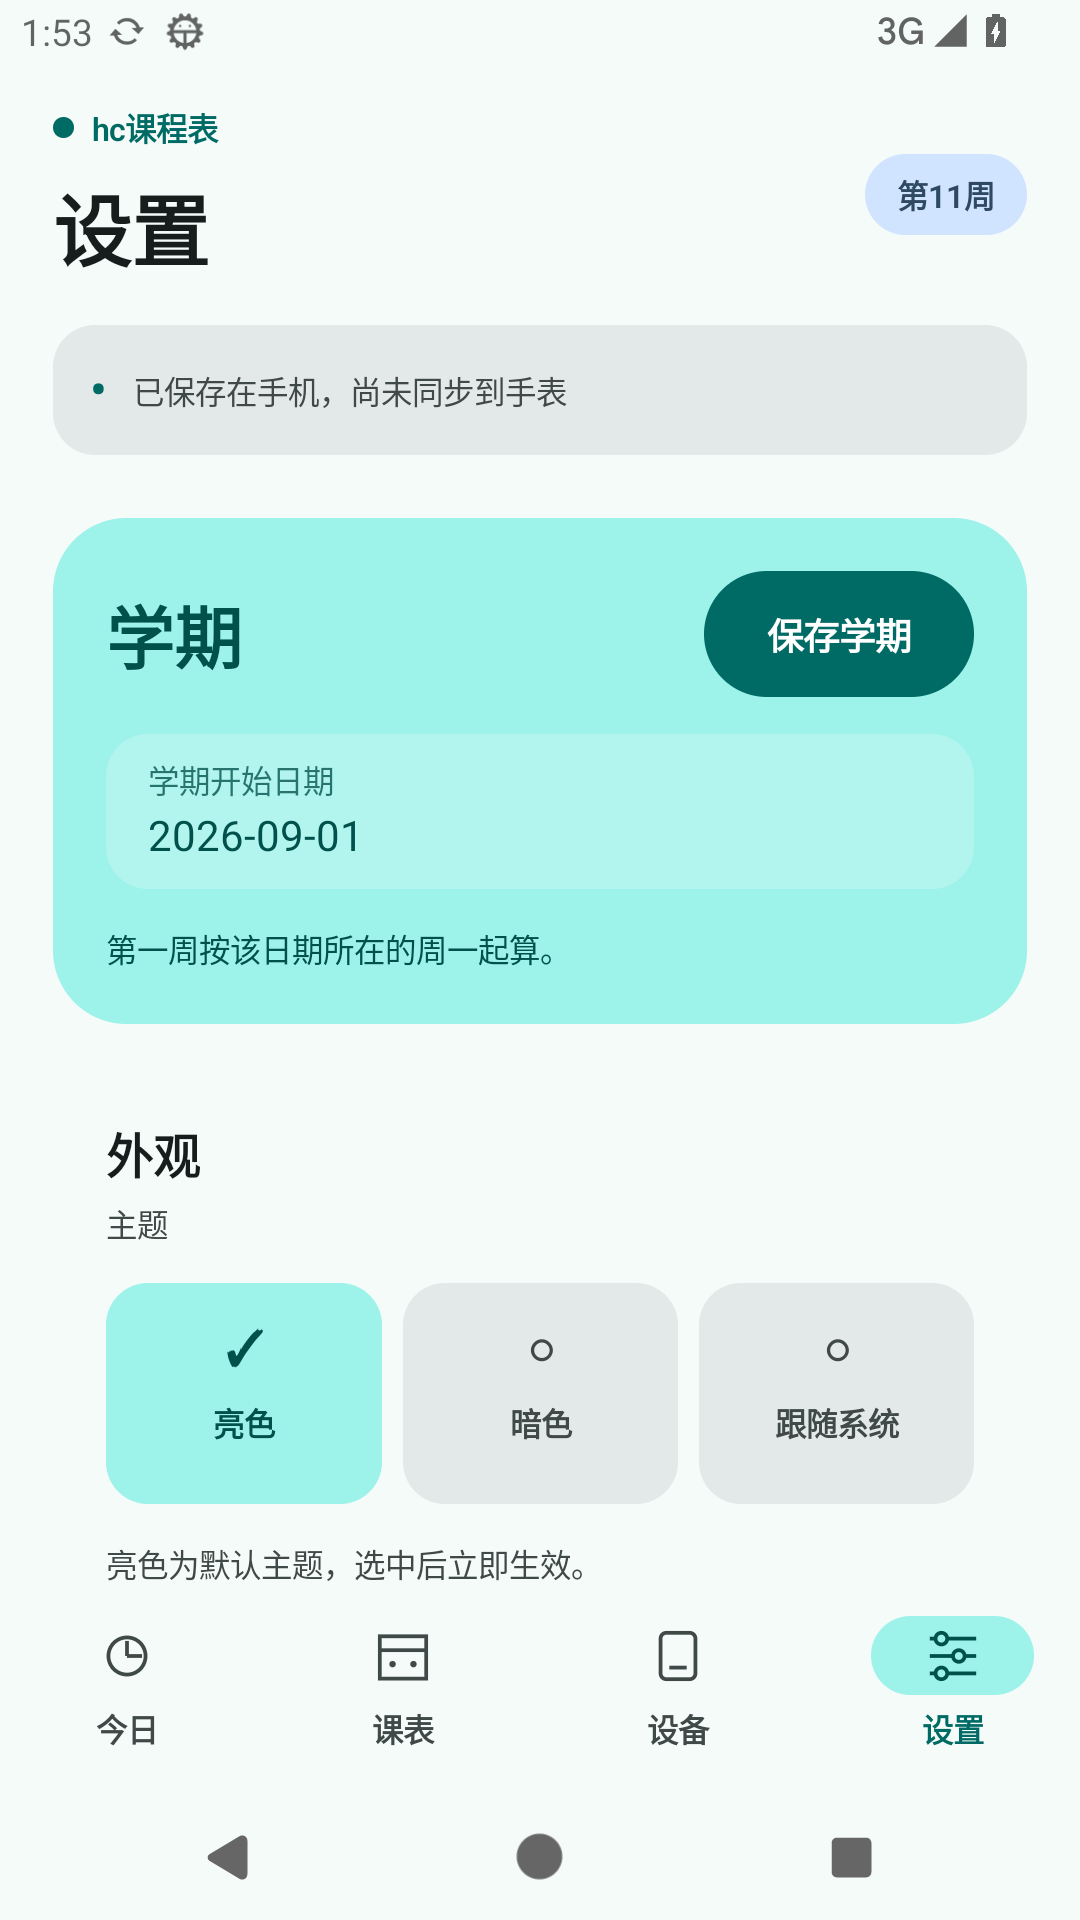 1:53
3G
hc课程表
设置
第11周
已保存在手机，尚未同步到手表
学期
保存学期
学期开始日期
2026-09-01
第一周按该日期所在的周一起算。
外观
主题
亮色
暗色
跟随系统
亮色为默认主题，选中后立即生效。
今日
课表
设备
设置